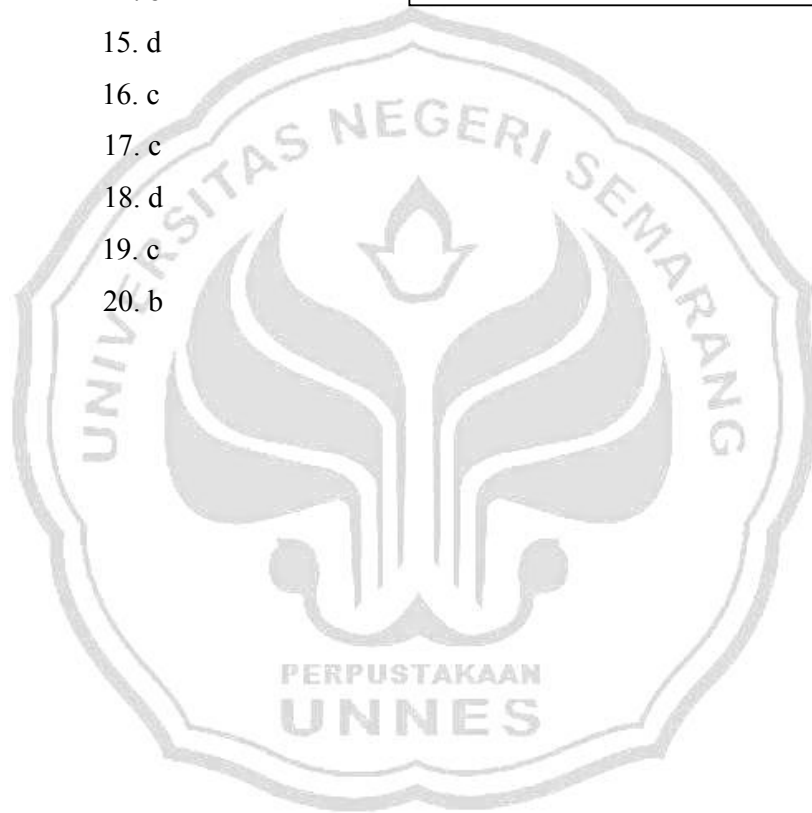 15. d
16. c
17. c
18. d
19. c
20. b
UNIVERSITAS NEGERI SEMARANG
PERPUSTAKAAN
UNNES